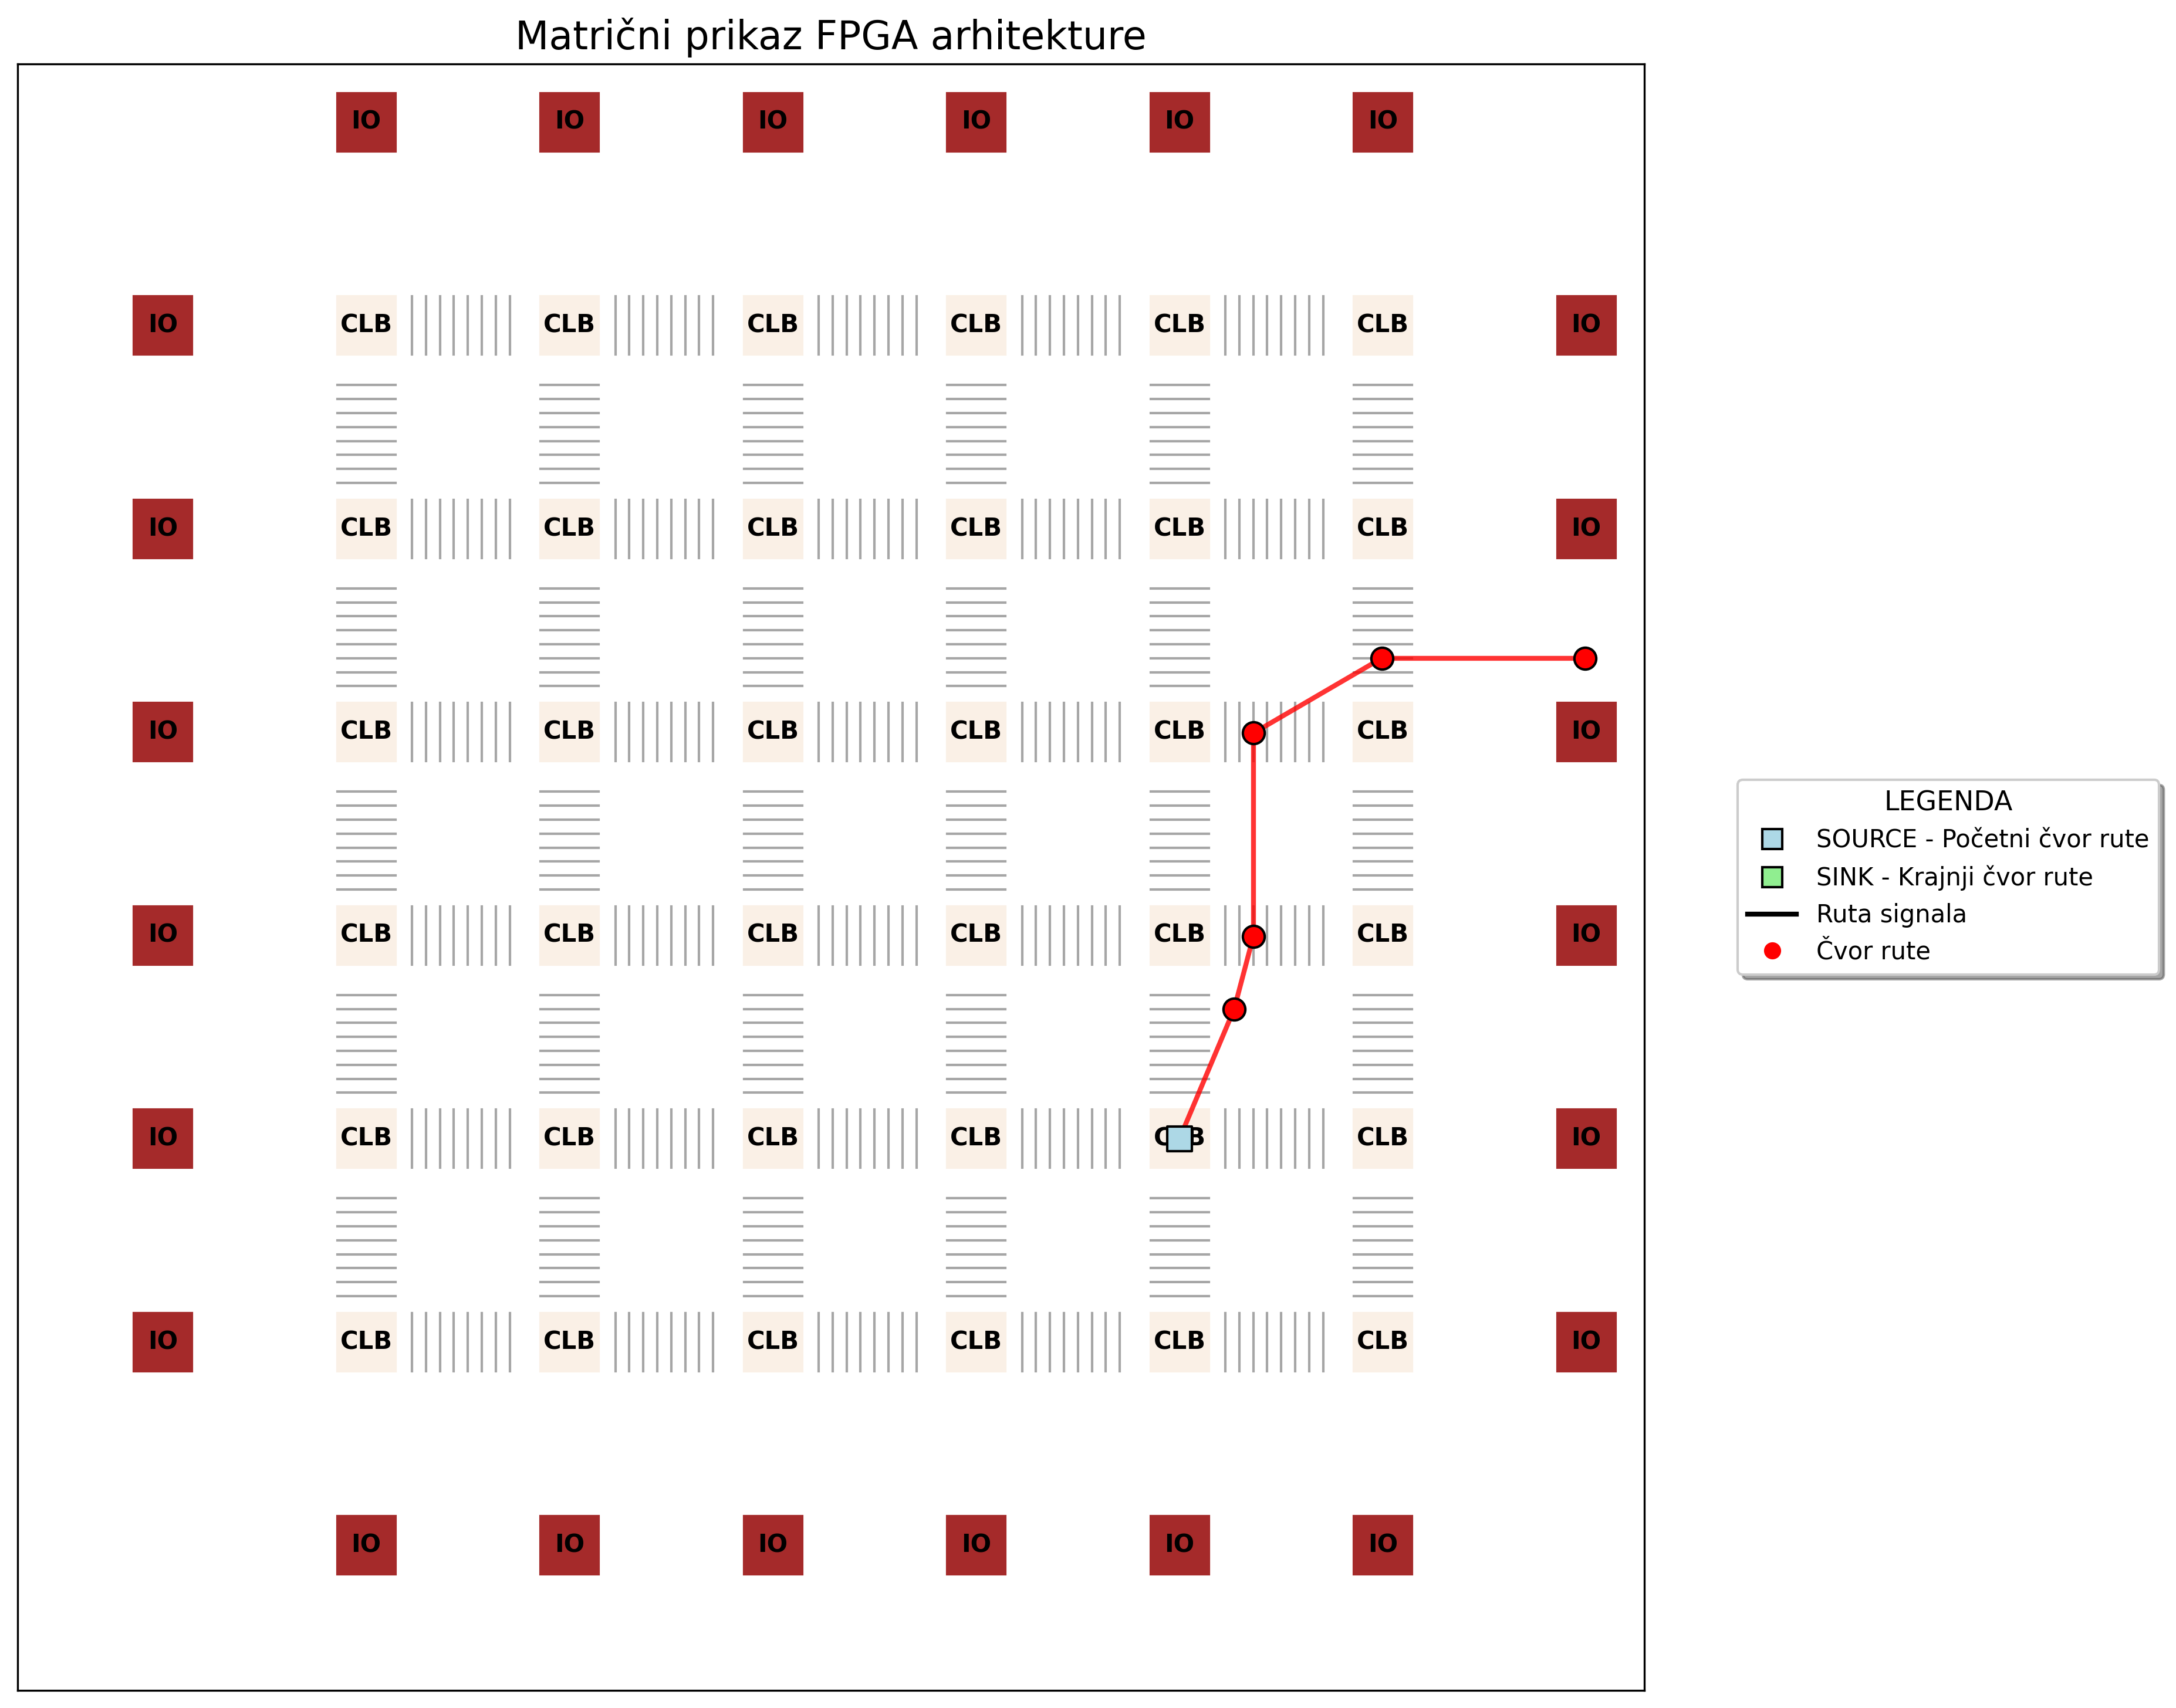 Matrični prikaz FPGA arhitekture
IO IO IO IO IO IO
IO CLB CLB CLB CLB CLB CLB IO
IO CLB CLB CLB CLB CLB CLB IO
IO CLB CLB CLB CLB CLB CLB IO
IO CLB CLB CLB CLB CLB CLB IO
IO CLB CLB CLB CLB CLB CLB IO
IO CLB CLB CLB CLB CLB CLB IO
IO IO IO IO IO IO
LEGENDA
SOURCE - Početni čvor rute
SINK - Krajnji čvor rute
Ruta signala
Čvor rute